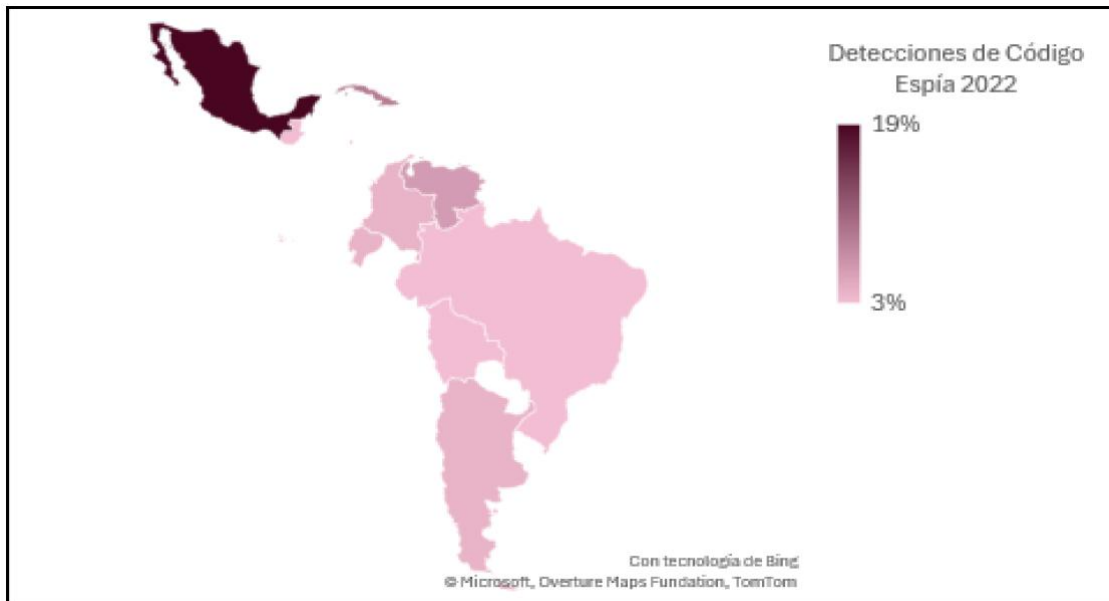 Detecciones de Código
Espía 2022
19%
3%
Con tecnología de Bing
© Microsoft, Overture Maps Fundation, TomTom